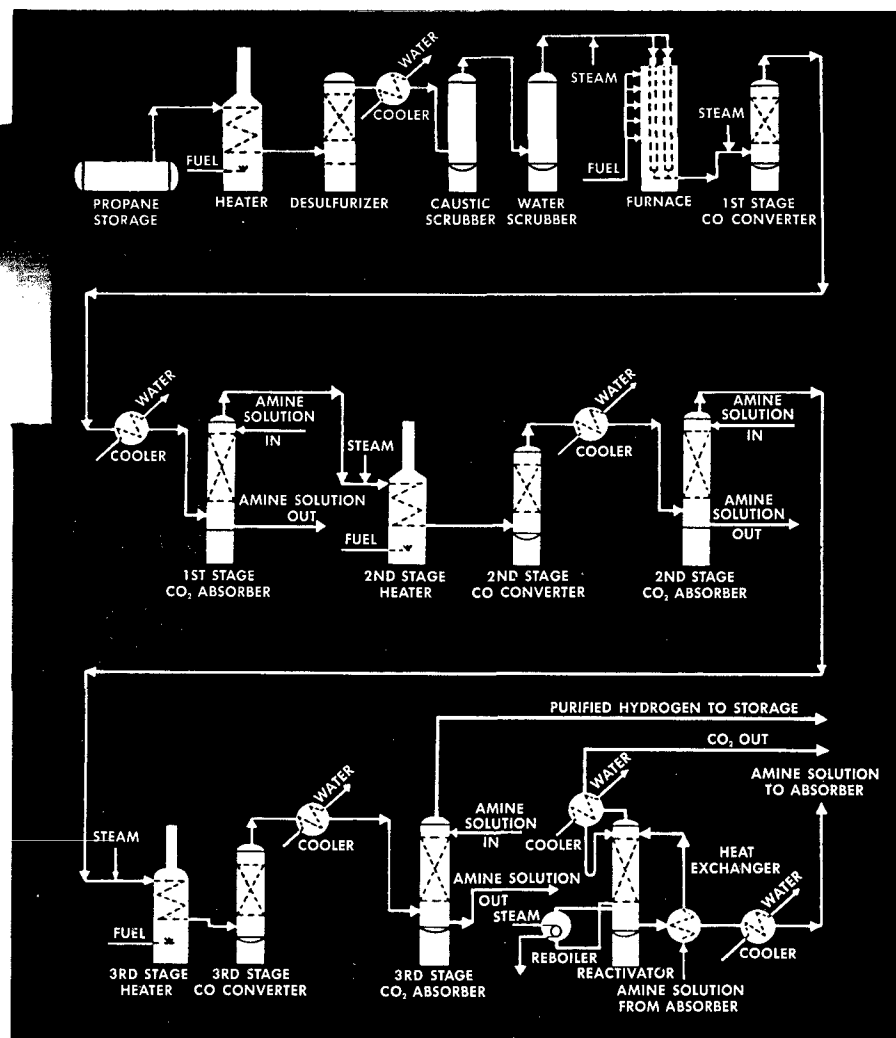 WATER
STEAM
COOLER
STEAM
FUEL
FUEL
PROPANE
STORAGE
HEATER
DESULFURIZER
CAUSTIC
SCRUBBER
WATER
SCRUBBER
FURNACE
1ST STAGE
CO CONVERTER
WATER
AMINE
SOLUTION
IN
COOLER
STEAM
AMINE SOLUTION
OUT
FUEL
WATER
COOLER
AMINE
SOLUTION
IN
AMINE
SOLUTION
OUT
1ST STAGE
CO₂ ABSORBER
2ND STAGE
HEATER
2ND STAGE
CO CONVERTER
2ND STAGE
CO₂ ABSORBER
PURIFIED HYDROGEN TO STORAGE
CO₂ OUT
AMINE SOLUTION
TO ABSORBER
STEAM
WATER
COOLER
AMINE
SOLUTION
IN
WATER
COOLER
HEAT
EXCHANGER
AMINE SOLUTION
OUT
STEAM
WATER
FUEL
REBOILER
COOLER
3RD STAGE
HEATER
3RD STAGE
CO CONVERTER
3RD STAGE
CO₂ ABSORBER
REACTIVATOR
AMINE SOLUTION
FROM ABSORBER